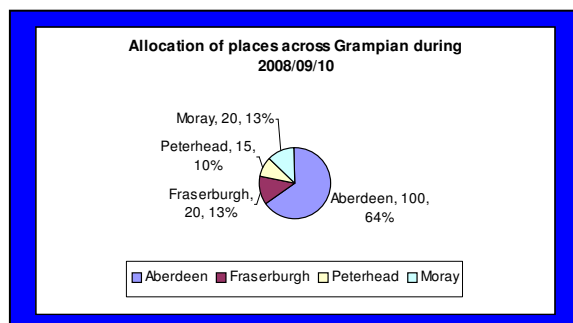 Allocation of places across Grampian during
2008/09/10
Moray, 20, 13%
Peterhead, 15,
10%
Fraserburgh,
20, 13%
Aberdeen, 100,
64%
Aberdeen Fraserburgh Peterhead Moray